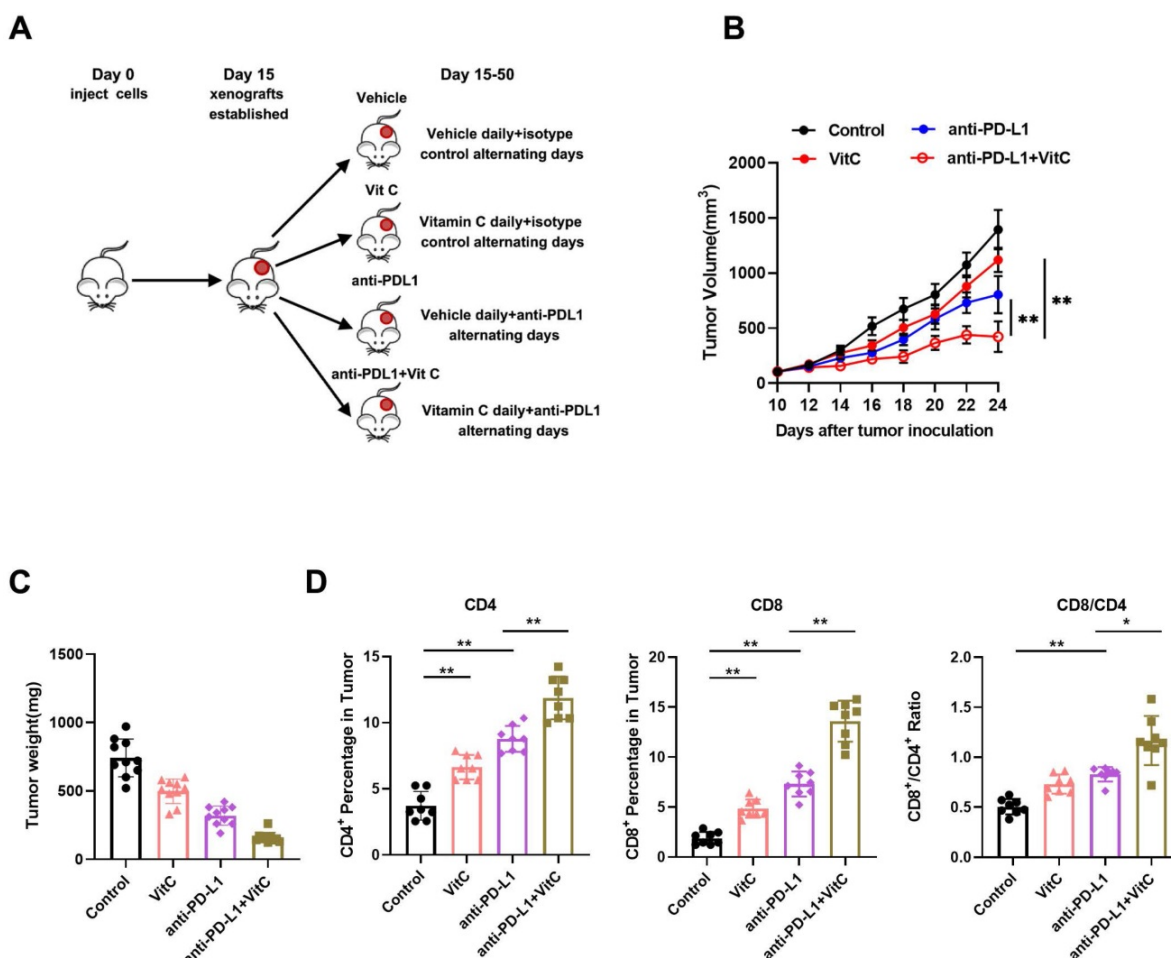 A
Day 0
inject cells
Day 15
xenografts
established
Day 15-50
Vehicle
Vehicle daily+isotype
control alternating days
Vit C
Vitamin C daily+isotype
control alternating days
anti-PDL1
Vehicle daily+anti-PDL1
alternating days
anti-PDL1+Vit C
Vitamin C daily+anti-PDL1
alternating days
B
Control
anti-PD-L1
VitC
anti-PD-L1+VitC
Tumor Volume(mm3)
2000
1500
1000
500
0
10 12 14 16 18 20 22 24
Days after tumor inoculation
**
**
C
Tumor weight(mg)
1500
1000
500
0
Control
VitC
anti-PD-L1
anti-PD-L1+VitC
D
CD4
CD4+ Percentage in Tumor
15
10
5
0
**
**
**
Control
VitC
anti-PD-L1
anti-PD-L1+VitC
CD8
CD8+ Percentage in Tumor
20
15
10
5
0
**
**
**
Control
VitC
anti-PD-L1
anti-PD-L1+VitC
CD8/CD4
CD8+/CD4+ Ratio
2.0
1.5
1.0
0.5
0.0
**
*
Control
VitC
anti-PD-L1
anti-PD-L1+VitC